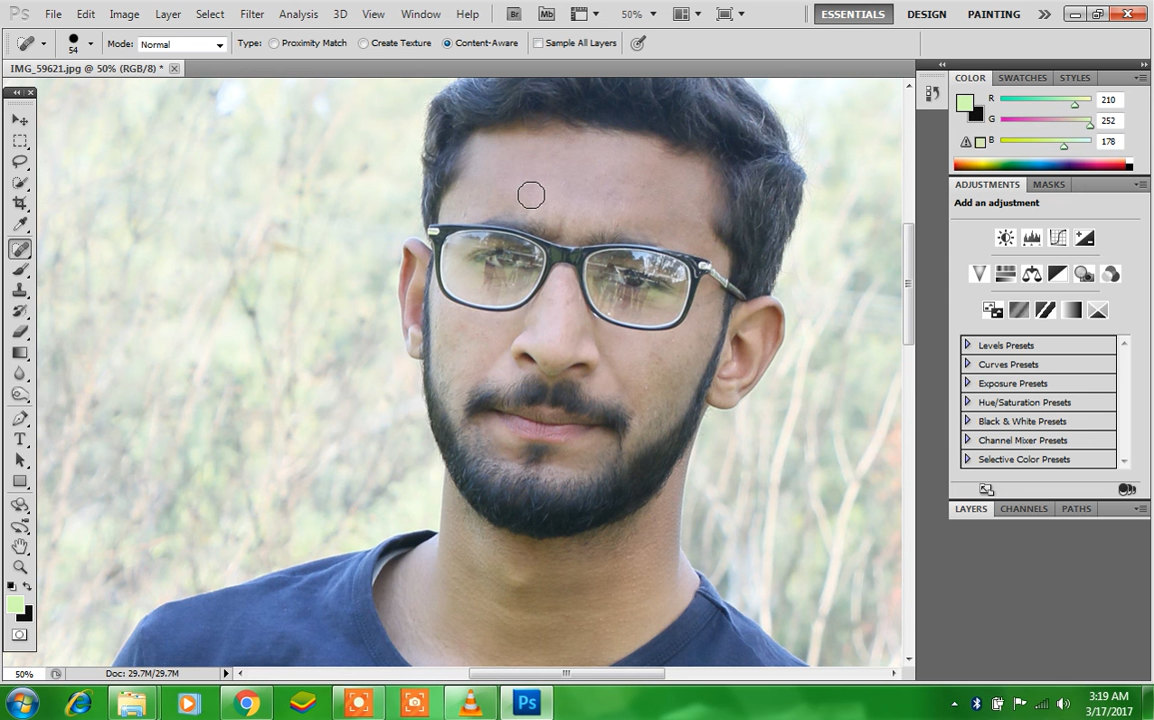 Ps File Edit Image Layer Select Filter Analysis 3D View Window Help Br Mb 50% ESSENTIALS DESIGN PAINTING
54 Mode: Normal Type: Proximity Match Create Texture Content-Aware Sample All Layers
IMG_59621.jpg @ 50% (RGB/8) *
COLOR SWATCHES STYLES
R 210
G 252
B 178
ADJUSTMENTS MASKS
Add an adjustment
Levels Presets
Curves Presets
Exposure Presets
Hue/Saturation Presets
Black & White Presets
Channel Mixer Presets
Selective Color Presets
LAYERS CHANNELS PATHS
T
50% Doc: 29.7M/29.7M
Ps
3:19 AM
3/17/2017